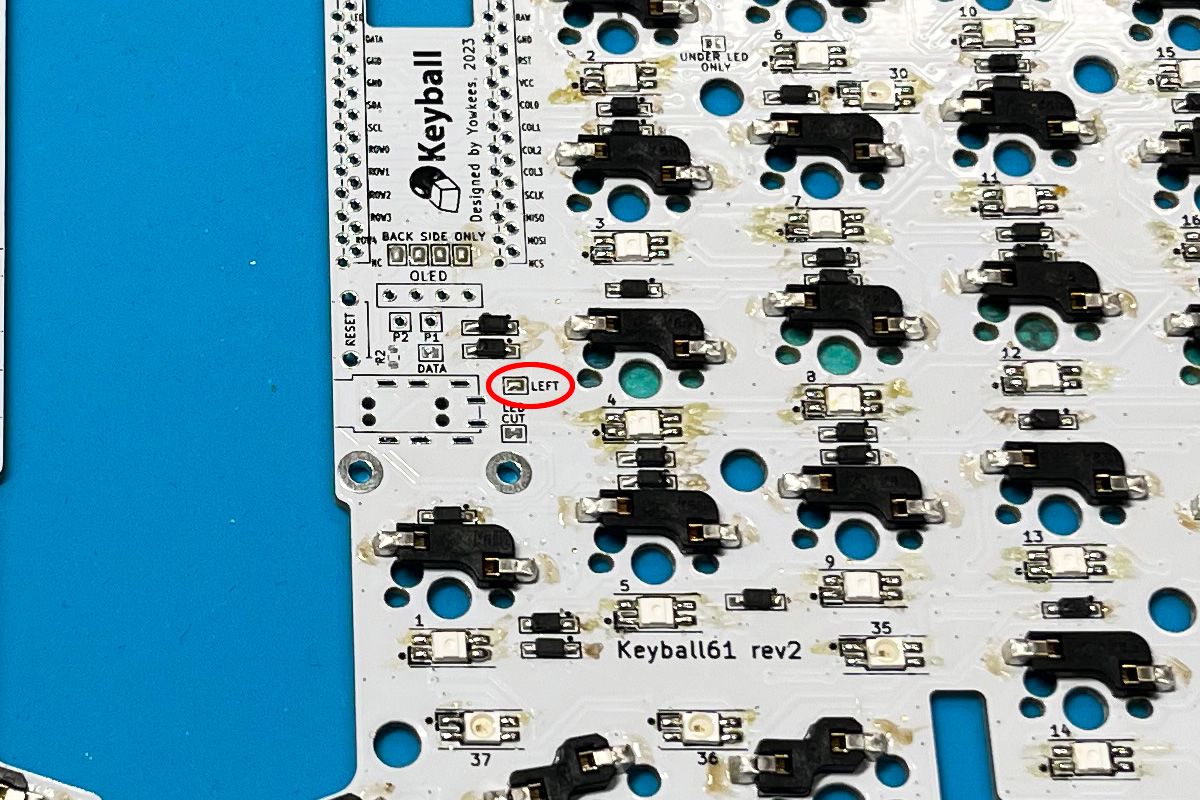 LED
DATA
GND
GND
SDA
SCL
ROW0
ROW1
ROW2
ROW3
ROW4
NC
Keyball
Designed by Yowkees, 2023
RAW
GND
RST
VCC
COL0
COL1
COL2
COL3
SCLK
MISO
MOSI
NCS
BACK SIDE ONLY
OLED
RESET
P2
P1
R2
DATA
LEFT
LED
CUT
UNDER LED
ONLY
2
3
4
5
1
37
36
6
30
7
8
9
35
10
11
12
13
14
15
16
Keyball61 rev2